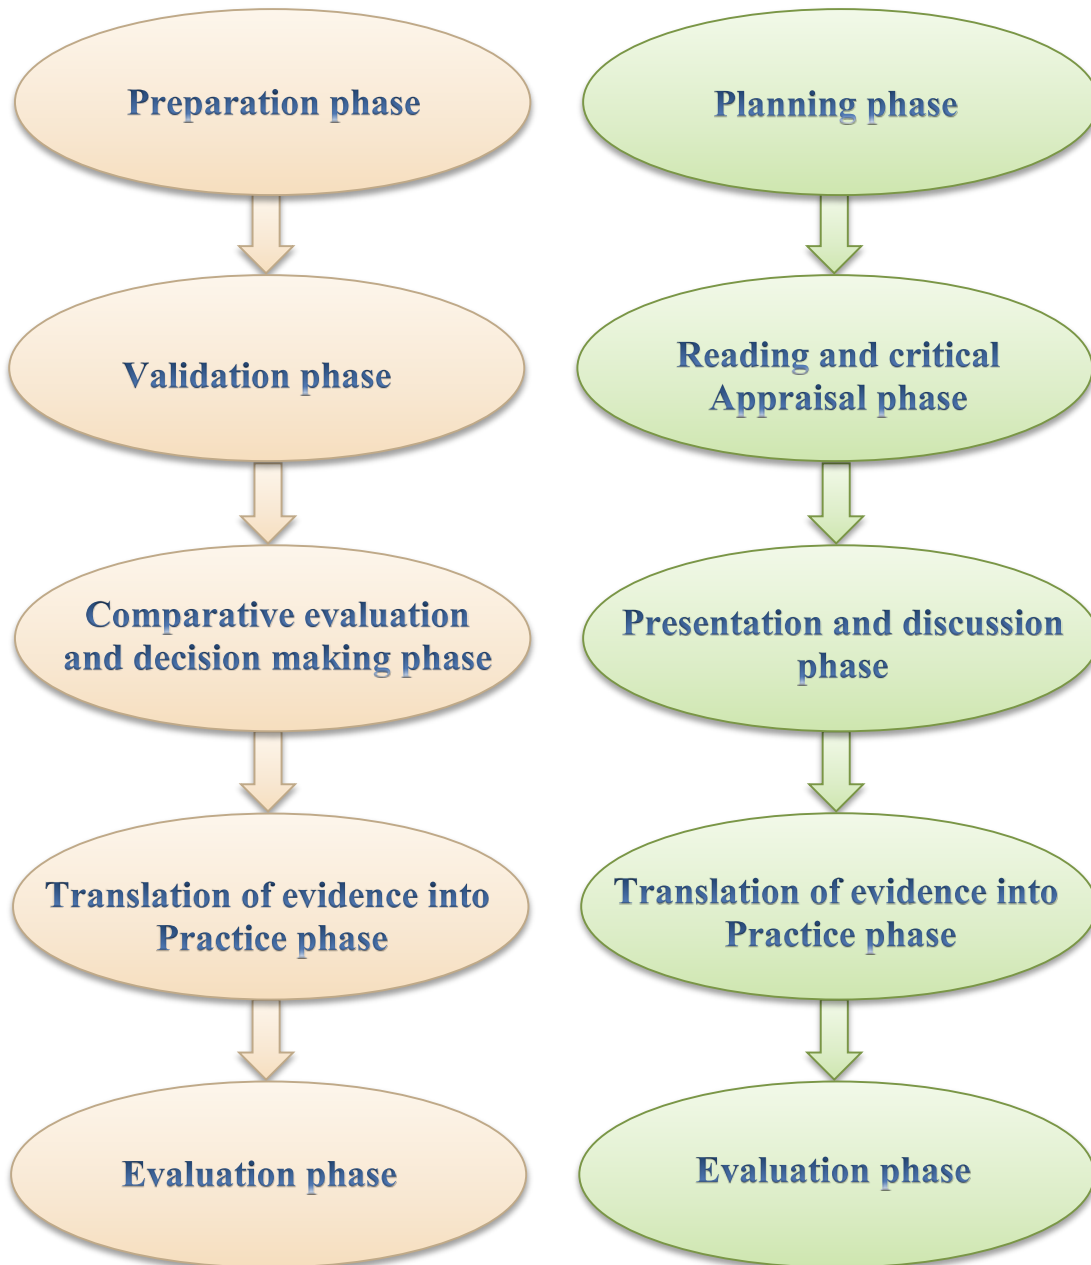 Preparation phase
Validation phase
Comparative evaluation
and decision making phase
Translation of evidence into
Practice phase
Evaluation phase
Planning phase
Reading and critical
Appraisal phase
Presentation and discussion
phase
Translation of evidence into
Practice phase
Evaluation phase